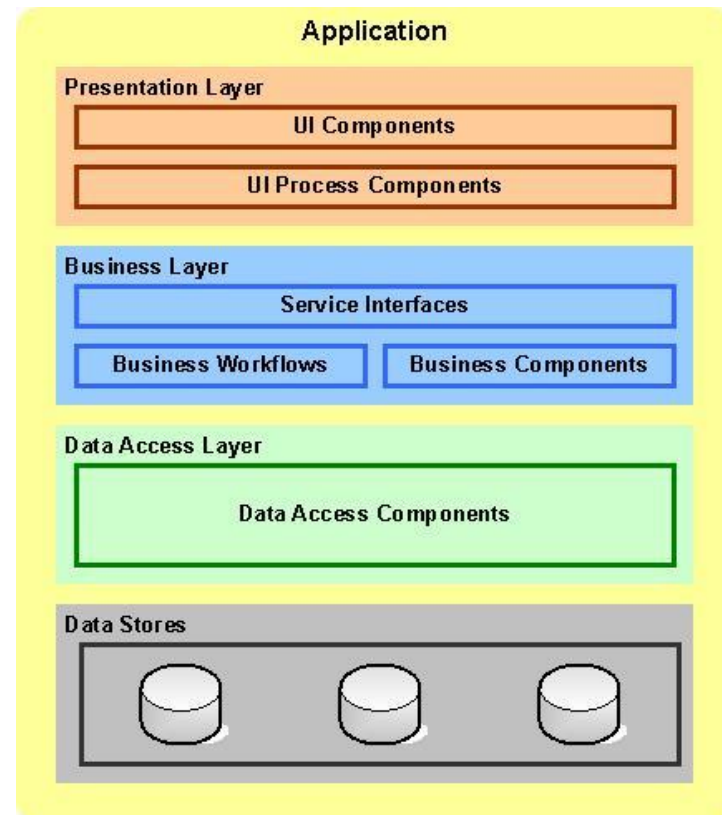 Application
Presentation Layer
UI Components
UI Process Components
Business Layer
Service Interfaces
Business Workflows
Business Components
Data Access Layer
Data Access Components
Data Stores